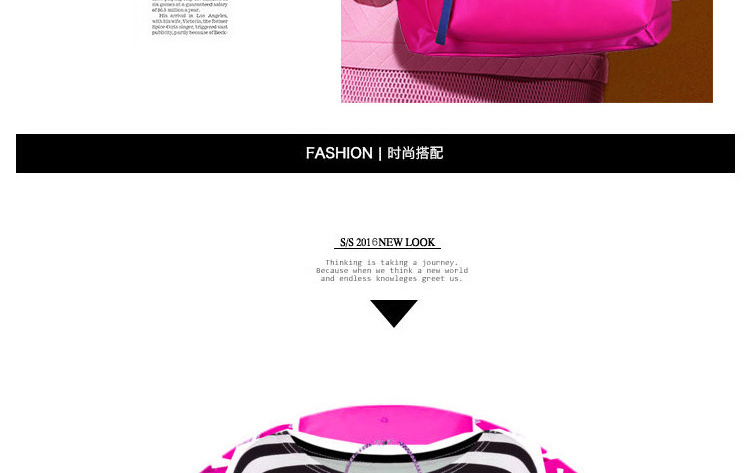 six games at a guaranteed salary
of $6.5 million a year.
His arrival in Los Angeles,
with his wife, Victoria, the former
Spice Girls singer, triggered vast
publicity, partly because of Beck-
FASHION | 时尚搭配
S/S 2016NEW LOOK
Thinking is taking a journey.
Because when we think a new world
and endless knowleges greet us.